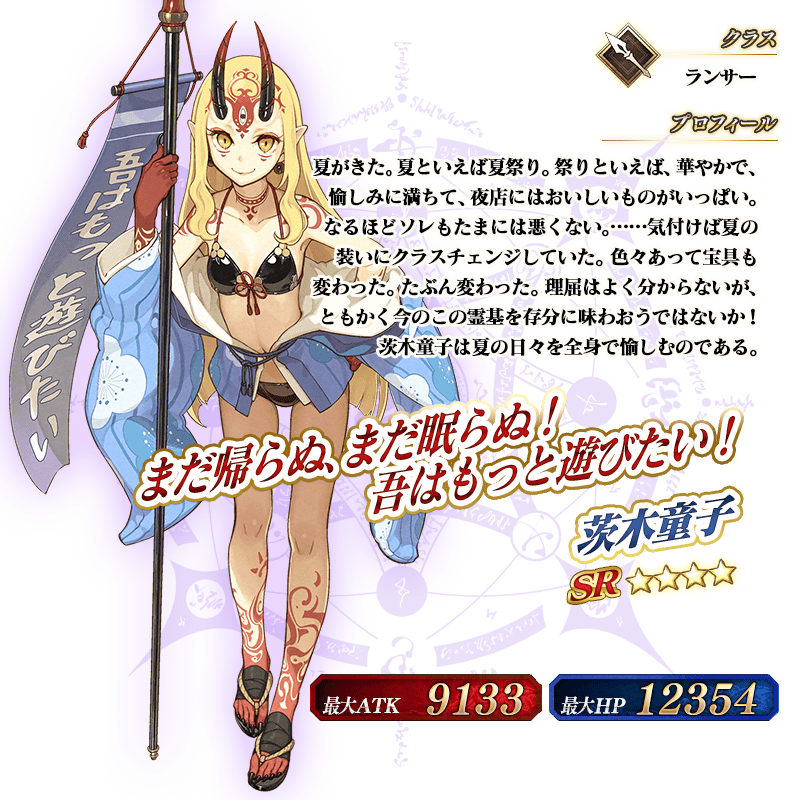 クラス
ランサー
プロフィール
夏がきた。夏といえば夏祭り。祭りといえば、華やかで、
愉しみに満ちて、夜店にはおいしいものがいっぱい。
なるほどソレもたまには悪くない。……気付けば夏の
装いにクラスチェンジしていた。色々あって宝具も
変わった。たぶん変わった。理屈はよく分からないが、
ともかく今のこの霊基を存分に味わおうではないか！
茨木童子は夏の日々を全身で愉しむのである。
吾はもっと遊びたい
まだ帰らぬ、まだ眠らぬ！
吾はもっと遊びたい！
茨木童子
SR
最大ATK 9133
最大HP 12354